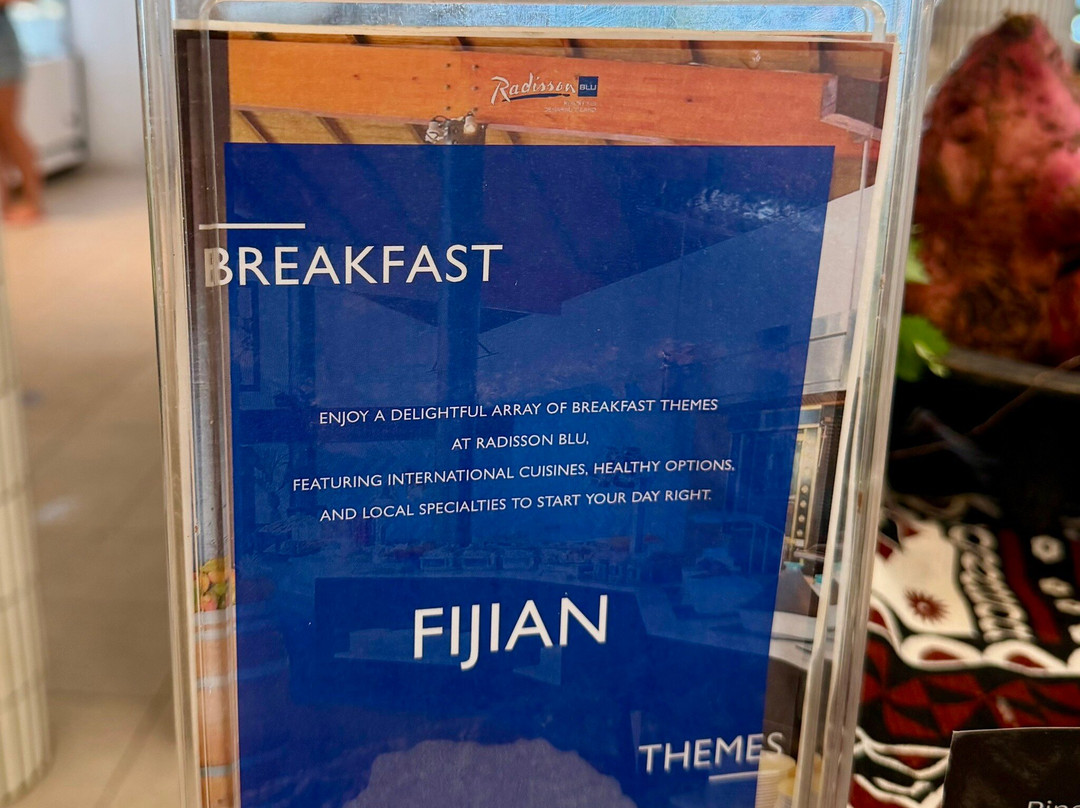 Radisson BLU
BREAKFAST
ENJOY A DELIGHTFUL ARRAY OF BREAKFAST THEMES
AT RADISSON BLU,
FEATURING INTERNATIONAL CUISINES, HEALTHY OPTIONS,
AND LOCAL SPECIALTIES TO START YOUR DAY RIGHT.
FIJIAN
THEMES